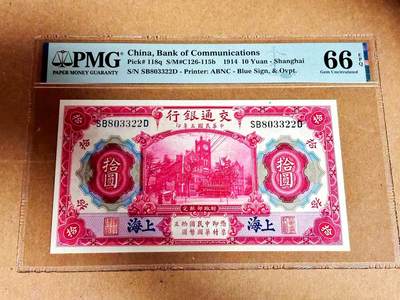 PMG
PAPER MONEY GUARANTY
China, Bank of Communications
Pick# 118q S/M#C126-115b 1914 10 Yuan - Shanghai
S/N SB803322D - Printer: ABNC - Blue Sign. & Ovpt.
66 EPQ
Gem Uncirculated
行銀通交
SB803322D
SB803322D
拾圓
拾圓
海上
海上